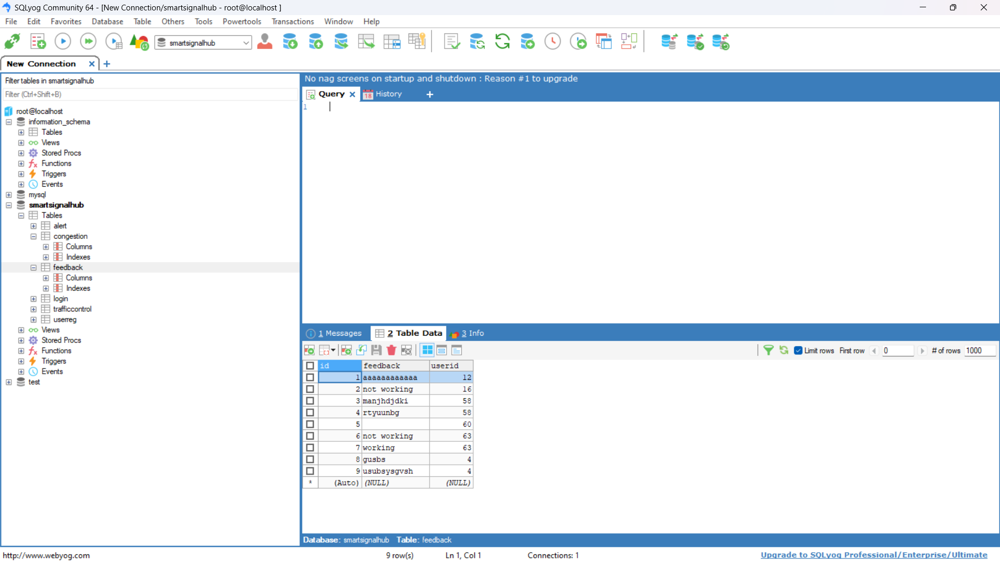 SQLyog Community 64 - [New Connection/smartsignalhub - root@localhost ]
File Edit Favorites Database Table Others Tools Powertools Transactions Window Help
smartsignalhub
New Connection
Filter tables in smartsignalhub
Filter (Ctrl+Shift+B)
root@localhost
information_schema
Tables
Views
Stored Procs
Functions
Triggers
Events
mysql
smartsignalhub
Tables
alert
congestion
Columns
Indexes
feedback
Columns
Indexes
login
trafficcontrol
userreg
Views
Stored Procs
Functions
Triggers
Events
test
No nag screens on startup and shutdown : Reason #1 to upgrade
Query 18 History
1
1 Messages 2 Table Data 3 Info
Limit rows First row 0 # of rows 1000
id feedback userid
1 aaaaaaaaaaaa 12
2 not working 16
3 manjhdjdki 58
4 rtyuunbg 58
5 60
6 not working 63
7 working 63
8 gusbs 4
9 usubsysgvsh 4
* (Auto) (NULL) (NULL)
Database: smartsignalhub Table: feedback
http://www.webyog.com 9 row(s) Ln 1, Col 1 Connections: 1 Upgrade to SQLyog Professional/Enterprise/Ultimate